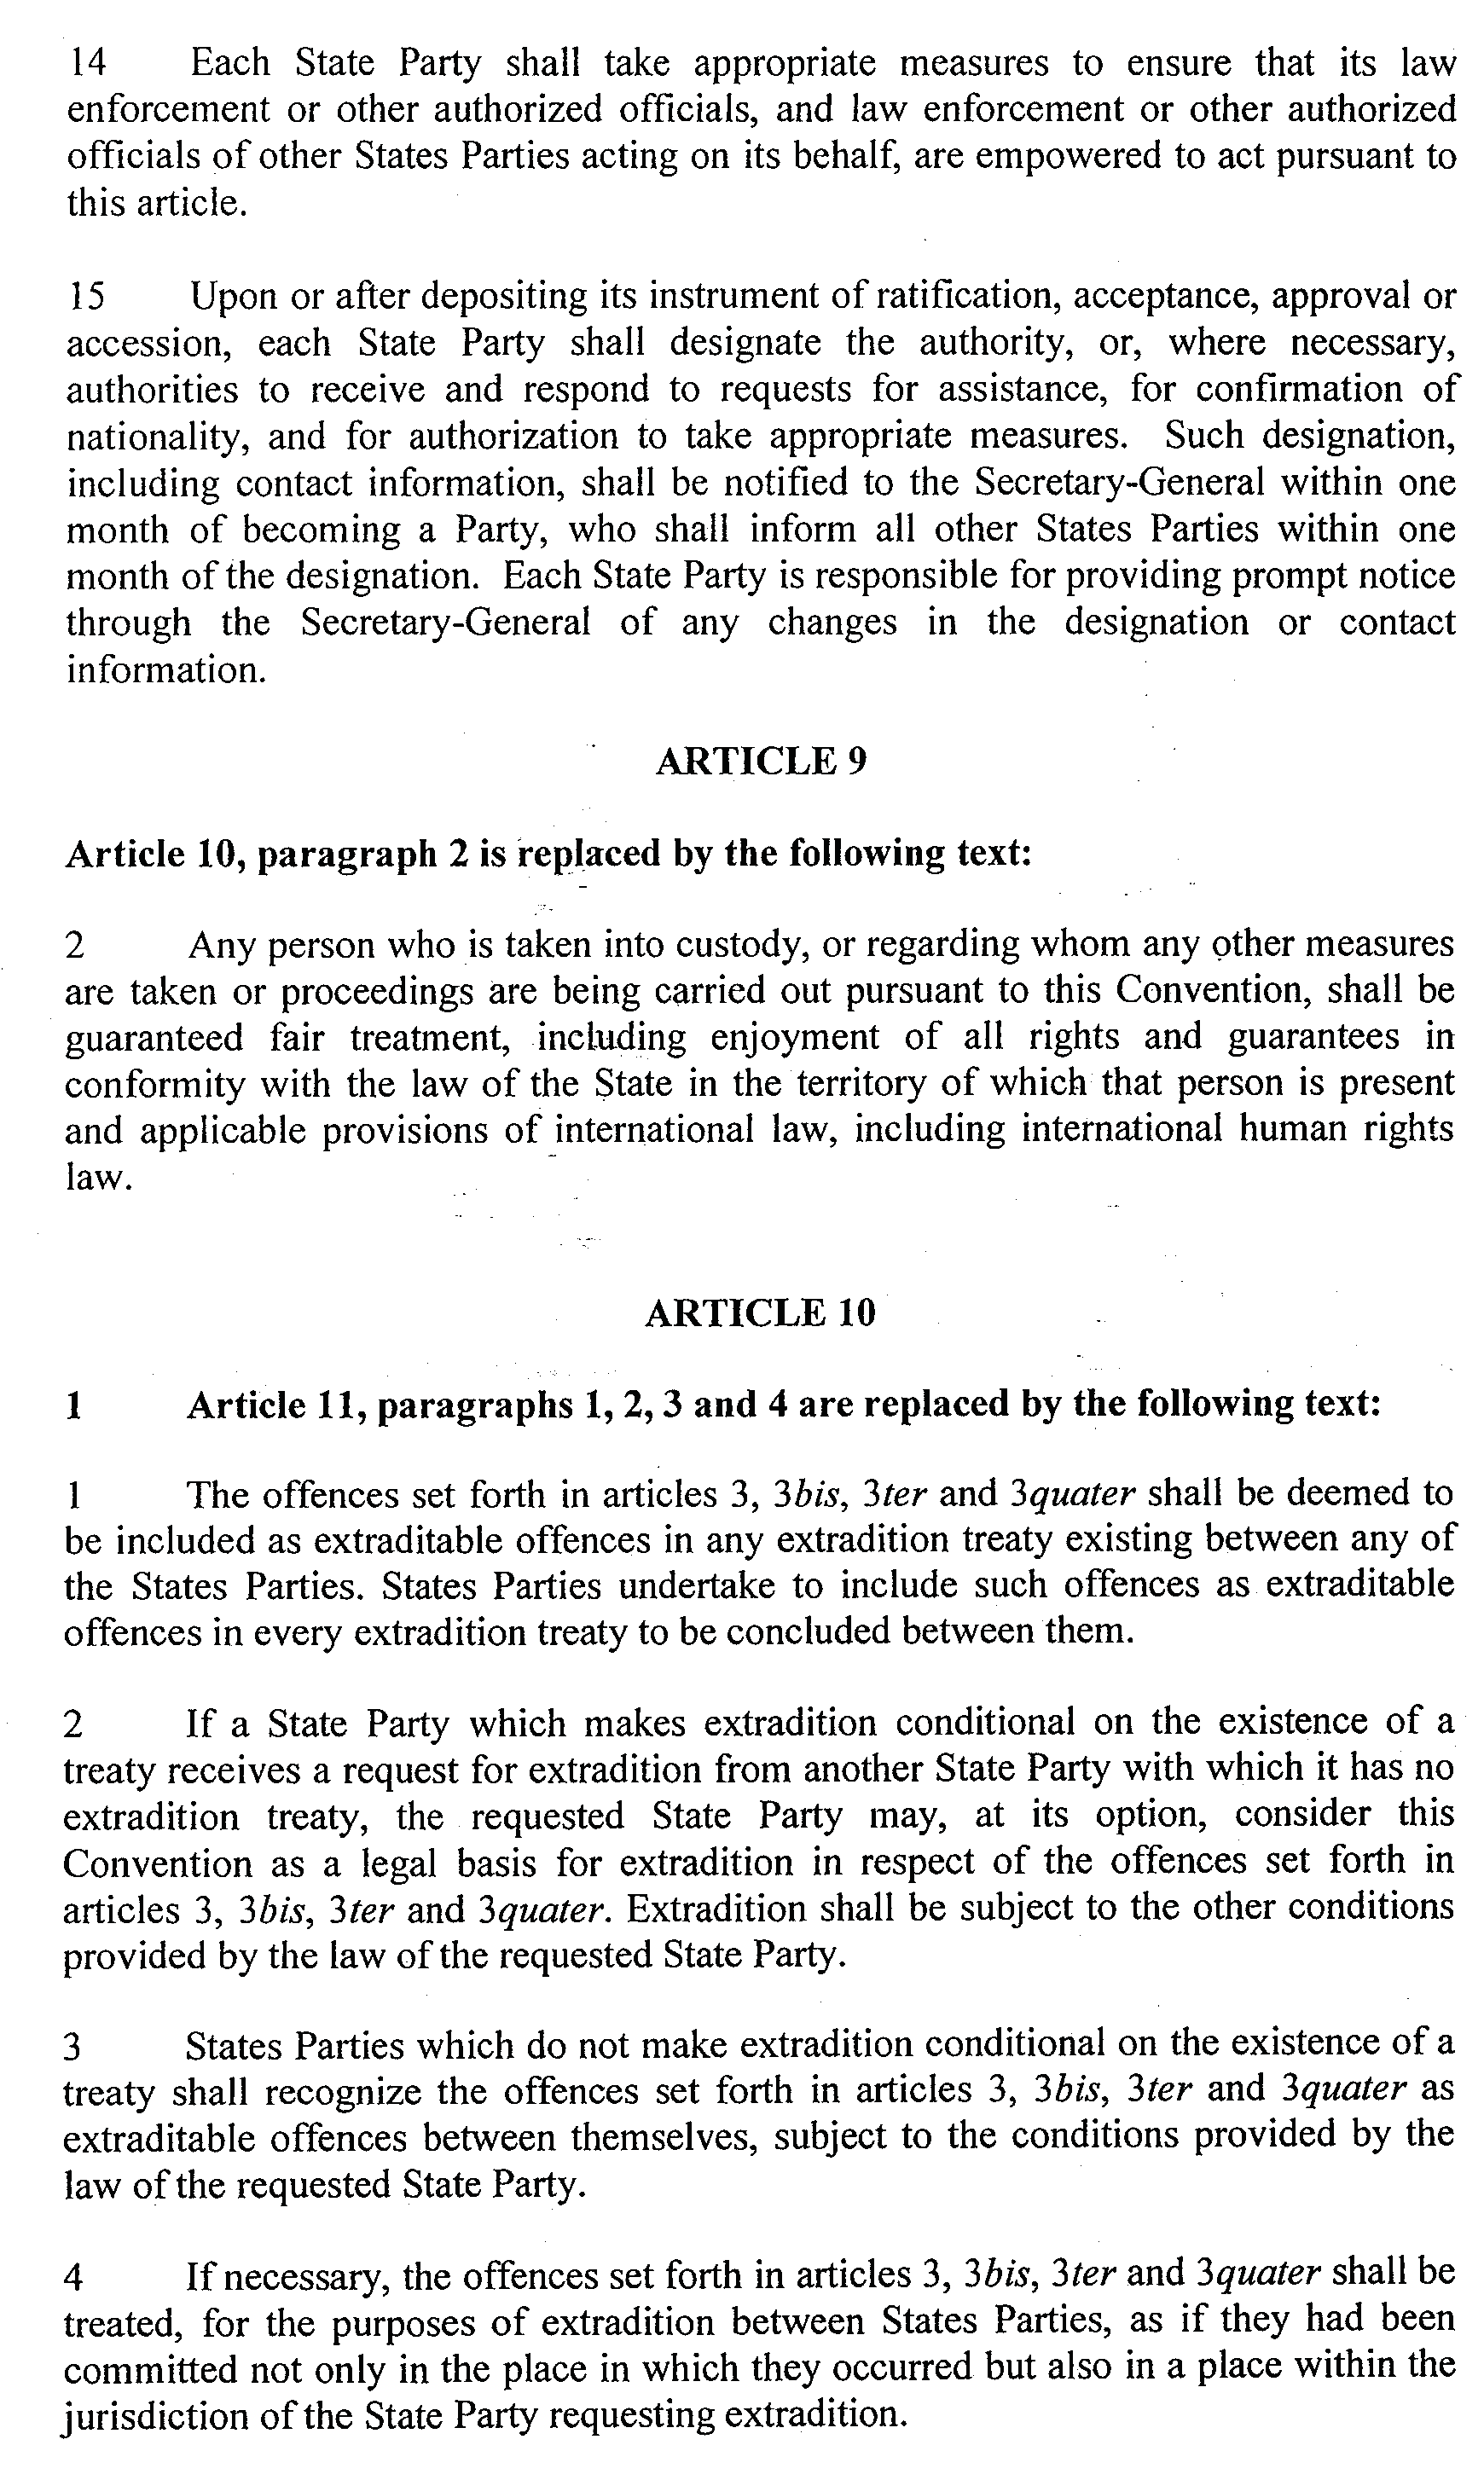 14 Each State Party shall take appropriate measures to ensure that its law
enforcement or other authorized officials, and law enforcement or other authorized
officials of other States Parties acting on its behalf, are empowered to act pursuant to
this article.
15 Upon or after depositing its instrument of ratification, acceptance, approval or
accession, each State Party shall designate the authority, or, where necessary,
authorities to receive and respond to requests for assistance, for confirmation of
nationality, and for authorization to take appropriate measures. Such designation,
including contact information, shall be notified to the Secretary-General within one
month of becoming a Party, who shall inform all other States Parties within one
month of the designation. Each State Party is responsible for providing prompt notice
through the Secretary-General of any changes in the designation or contact
information.
ARTICLE 9
Article 10, paragraph 2 is replaced by the following text:
2 Any person who is taken into custody, or regarding whom any other measures
are taken or proceedings are being carried out pursuant to this Convention, shall be
guaranteed fair treatment, including enjoyment of all rights and guarantees in
conformity with the law of the State in the territory of which that person is present
and applicable provisions of international law, including international human rights
law.
ARTICLE 10
1 Article 11, paragraphs 1, 2, 3 and 4 are replaced by the following text:
1 The offences set forth in articles 3, 3bis, 3ter and 3quater shall be deemed to
be included as extraditable offences in any extradition treaty existing between any of
the States Parties. States Parties undertake to include such offences as extraditable
offences in every extradition treaty to be concluded between them.
2 If a State Party which makes extradition conditional on the existence of a
treaty receives a request for extradition from another State Party with which it has no
extradition treaty, the requested State Party may, at its option, consider this
Convention as a legal basis for extradition in respect of the offences set forth in
articles 3, 3bis, 3ter and 3quater. Extradition shall be subject to the other conditions
provided by the law of the requested State Party.
3 States Parties which do not make extradition conditional on the existence of a
treaty shall recognize the offences set forth in articles 3, 3bis, 3ter and 3quater as
extraditable offences between themselves, subject to the conditions provided by the
law of the requested State Party.
4 If necessary, the offences set forth in articles 3, 3bis, 3ter and 3quater shall be
treated, for the purposes of extradition between States Parties, as if they had been
committed not only in the place in which they occurred but also in a place within the
jurisdiction of the State Party requesting extradition.